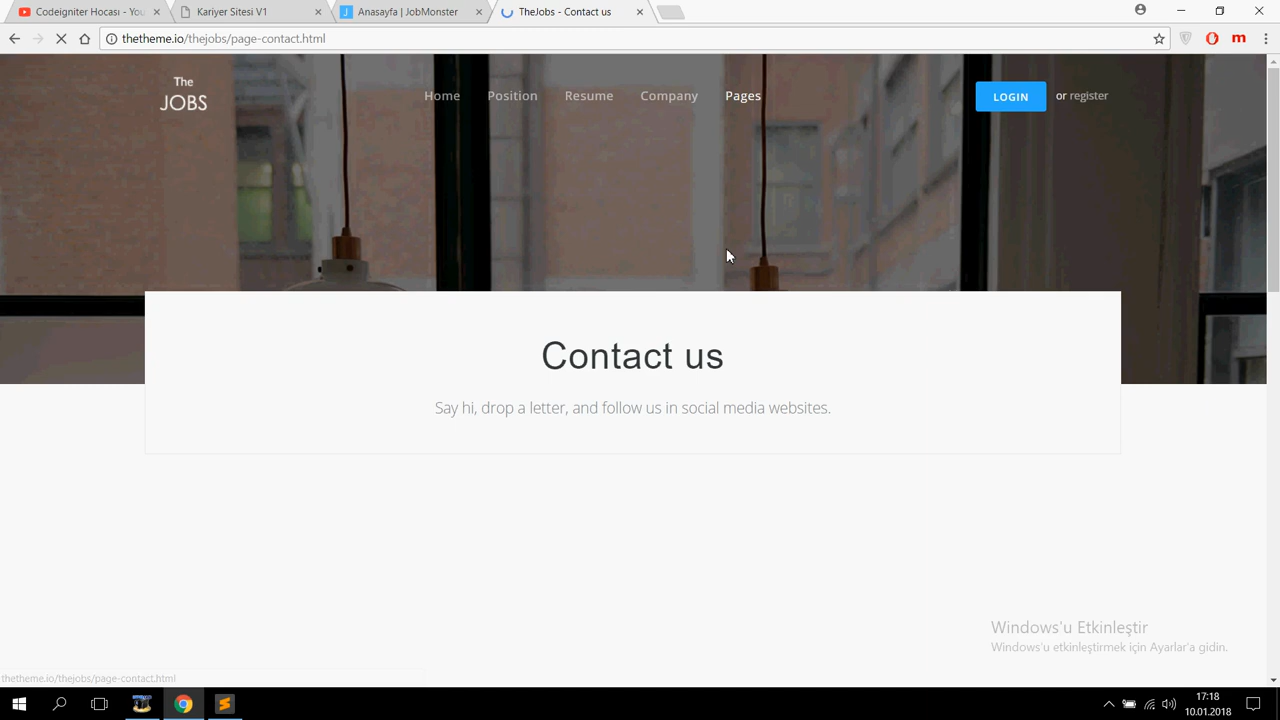 Codeigniter Hocası - You
Kariyer Sitesi V1
Anasayfa | JobMonster
TheJobs - Contact us
thetheme.io/thejobs/page-contact.html
The
JOBS
Home
Position
Resume
Company
Pages
LOGIN
or register
Contact us
Say hi, drop a letter, and follow us in social media websites.
Windows'u Etkinleştir
Windows'u etkinleştirmek için Ayarlar'a gidin.
thetheme.io/thejobs/page-contact.html
17:18
10.01.2018